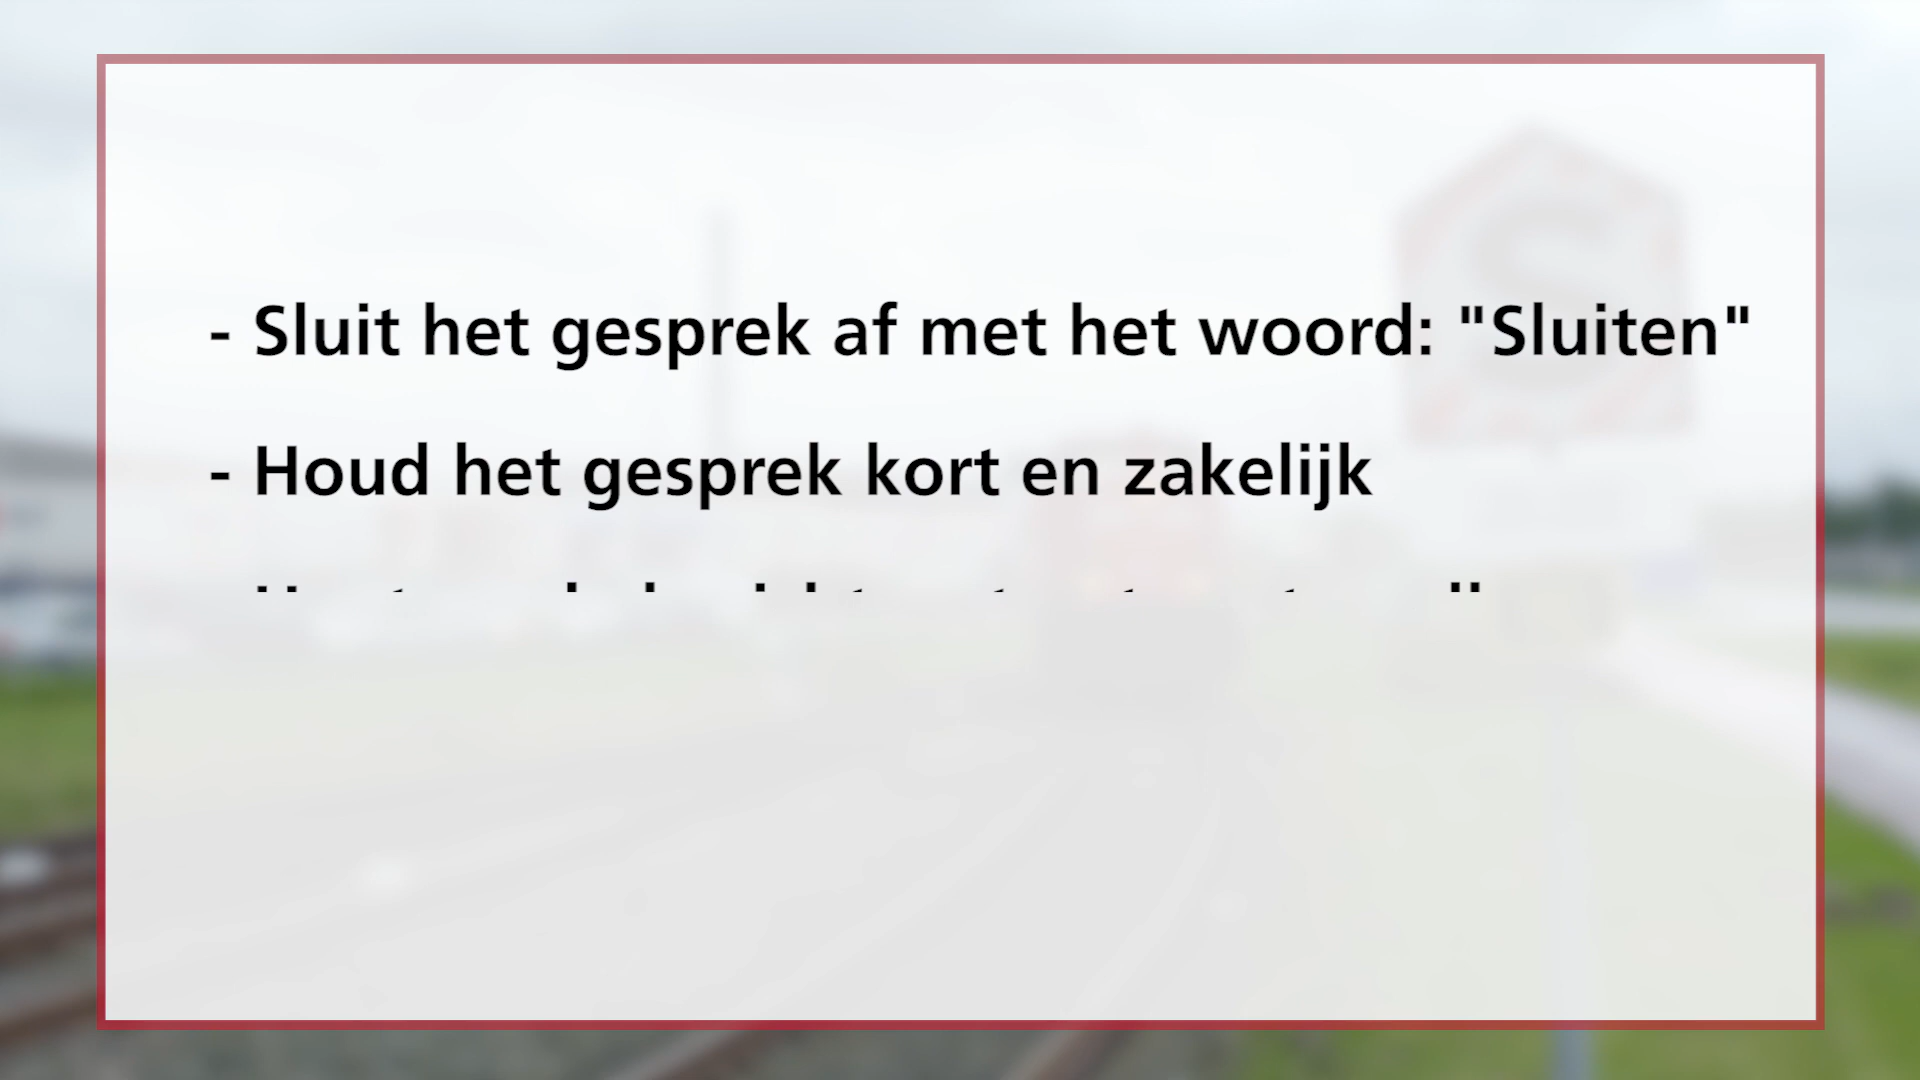 - Sluit het gesprek af met het woord: "Sluiten"
- Houd het gesprek kort en zakelijk